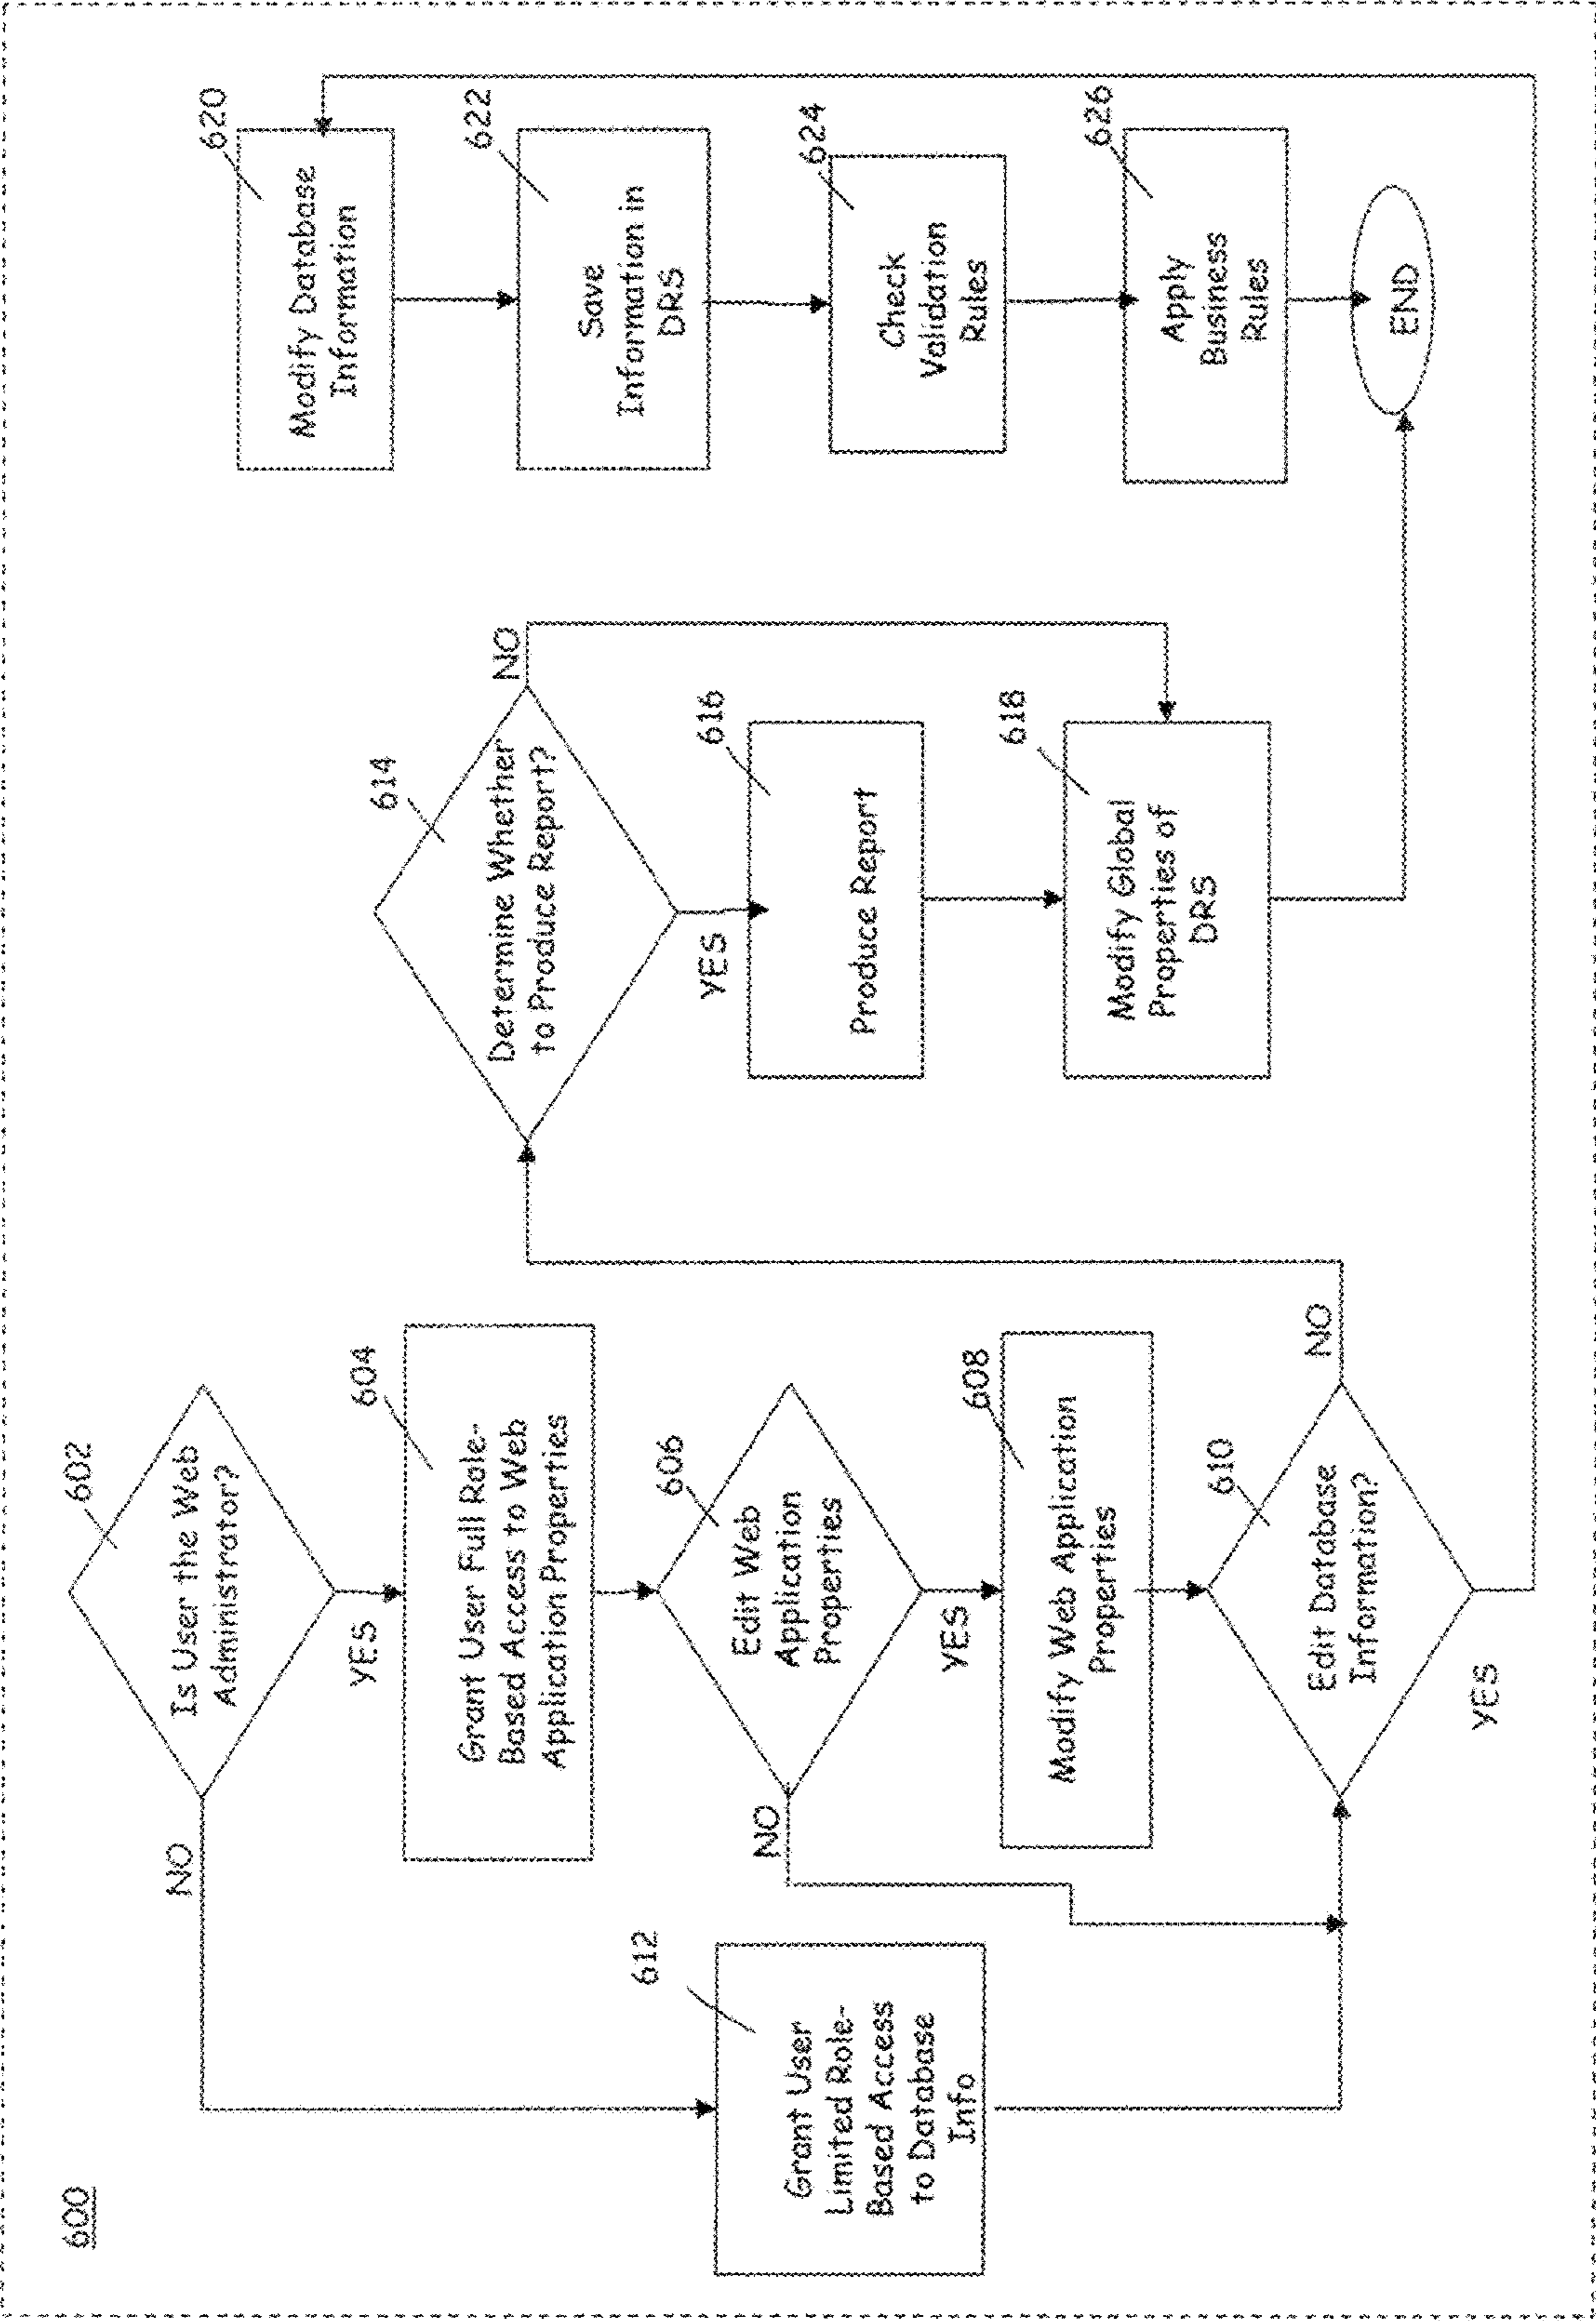 600
602
Is User the Web
Administrator?
NO
YES
604
Grant User Full Role-
Based Access to Web
Application Properties
606
Edit Web
Application
Properties
NO
YES
608
Modify Web Application
Properties
610
Edit Database
Information?
NO
YES
612
Grant User
Limited Role-
Based Access
to Database
Info
614
Determine Whether
to Produce Report?
NO
YES
616
Produce Report
618
Modify Global
Properties of
DRS
620
Modify Database
Information
622
Save
Information in
DRS
624
Check
Validation
Rules
626
Apply
Business
Rules
END